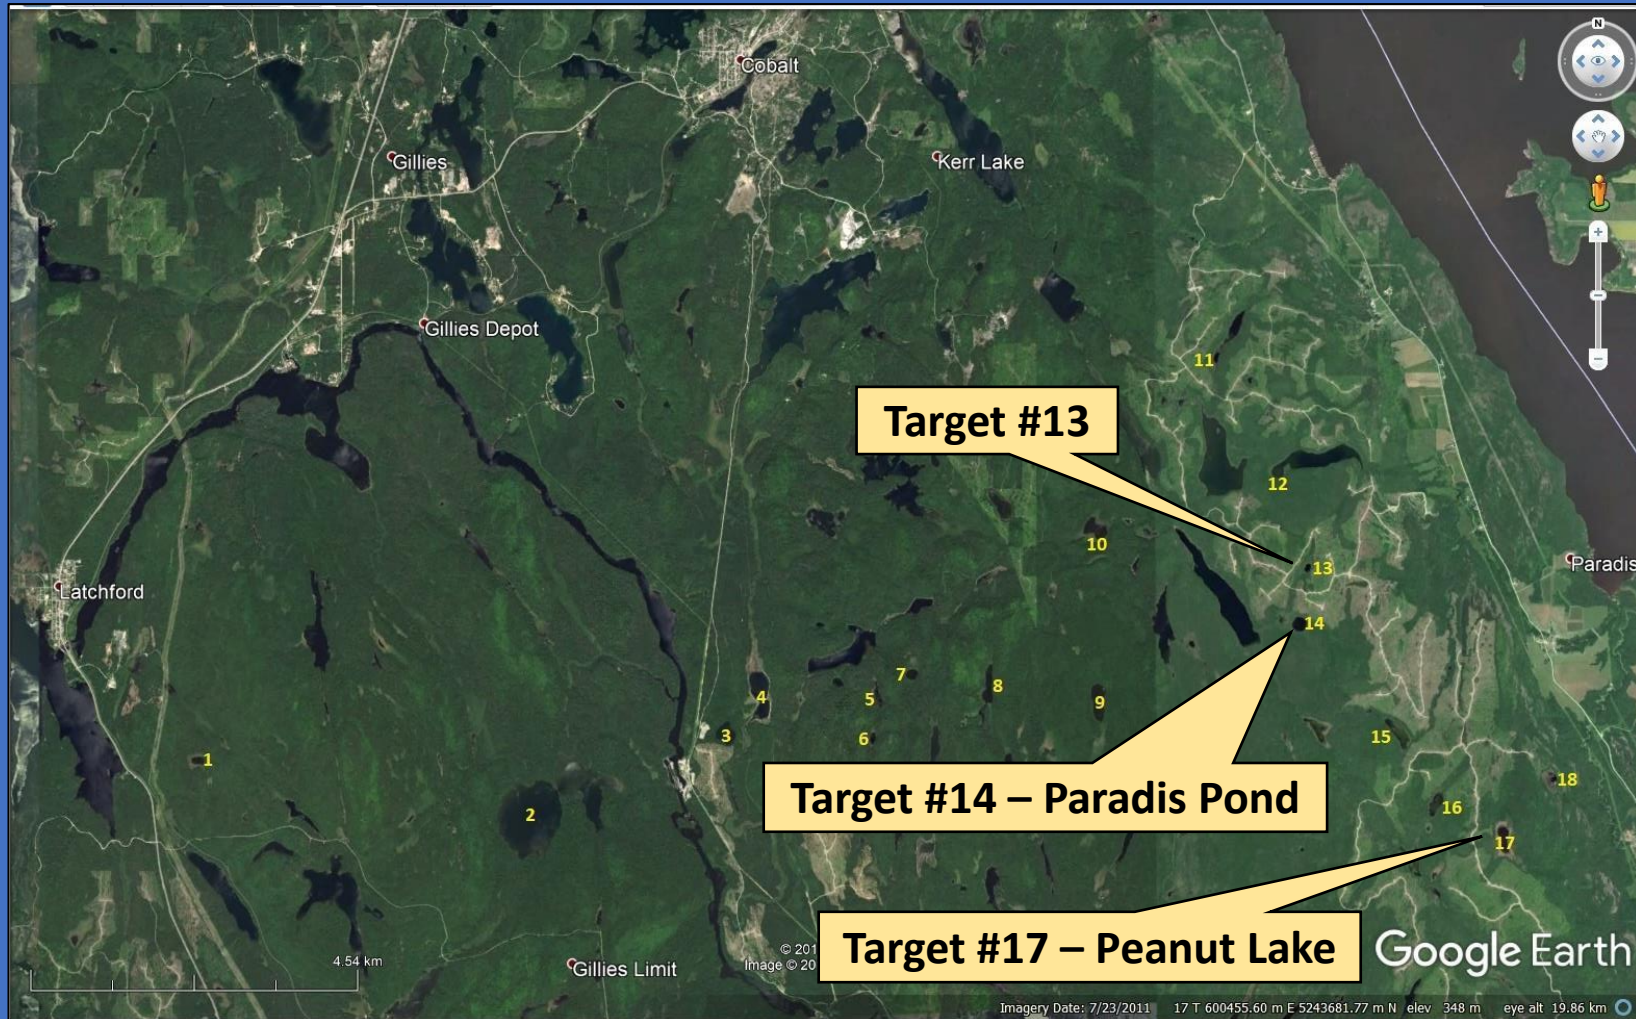 N
Cobalt
Gillies
Kerr Lake
Gillies Depot
11
Target #13
12
10
Paradis
13
Latchford
14
7
8
5
4
9
3
6
15
1
18
Target #14 – Paradis Pond
16
2
17
Target #17 – Peanut Lake
Google Earth
4.54 km
© 201
Image © 20
Gillies Limit
Imagery Date: 7/23/2011 17 T 600455.60 m E 5243681.77 m N elev 348 m eye alt 19.86 km